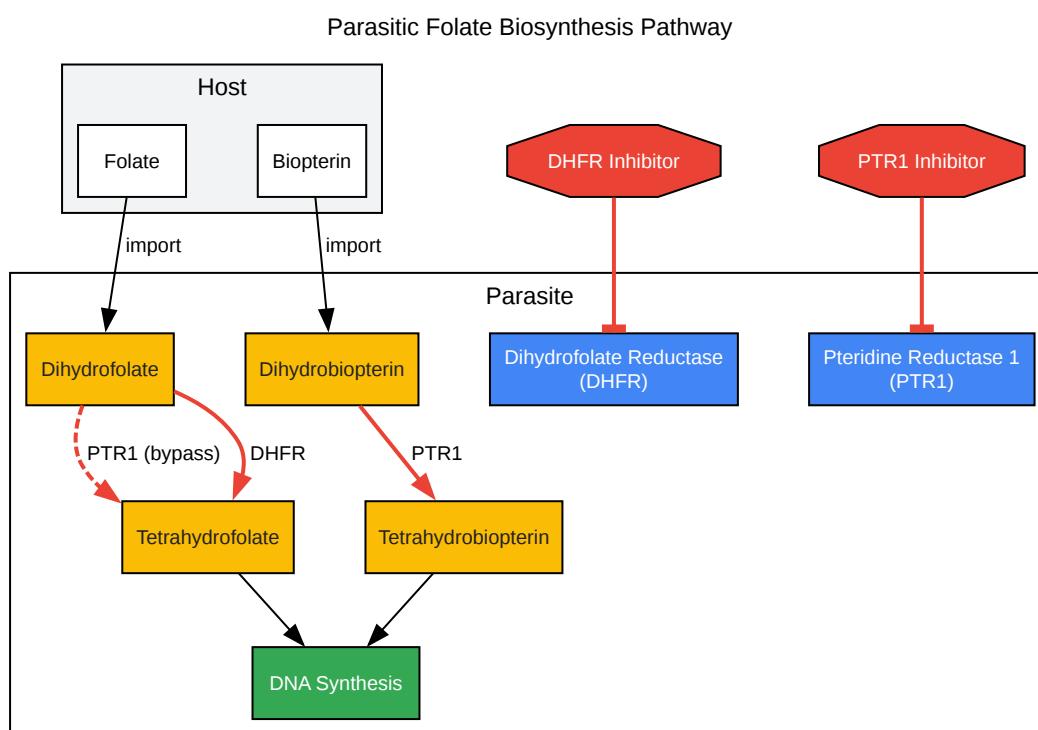 Parasitic Folate Biosynthesis Pathway
Host
Folate
Biopterin
DHFR Inhibitor
PTR1 Inhibitor
import
import
Parasite
Dihydrofolate
Dihydrobiopterin
Dihydrofolate Reductase
(DHFR)
Pteridine Reductase 1
(PTR1)
PTR1 (bypass)
DHFR
PTR1
Tetrahydrofolate
Tetrahydrobiopterin
DNA Synthesis